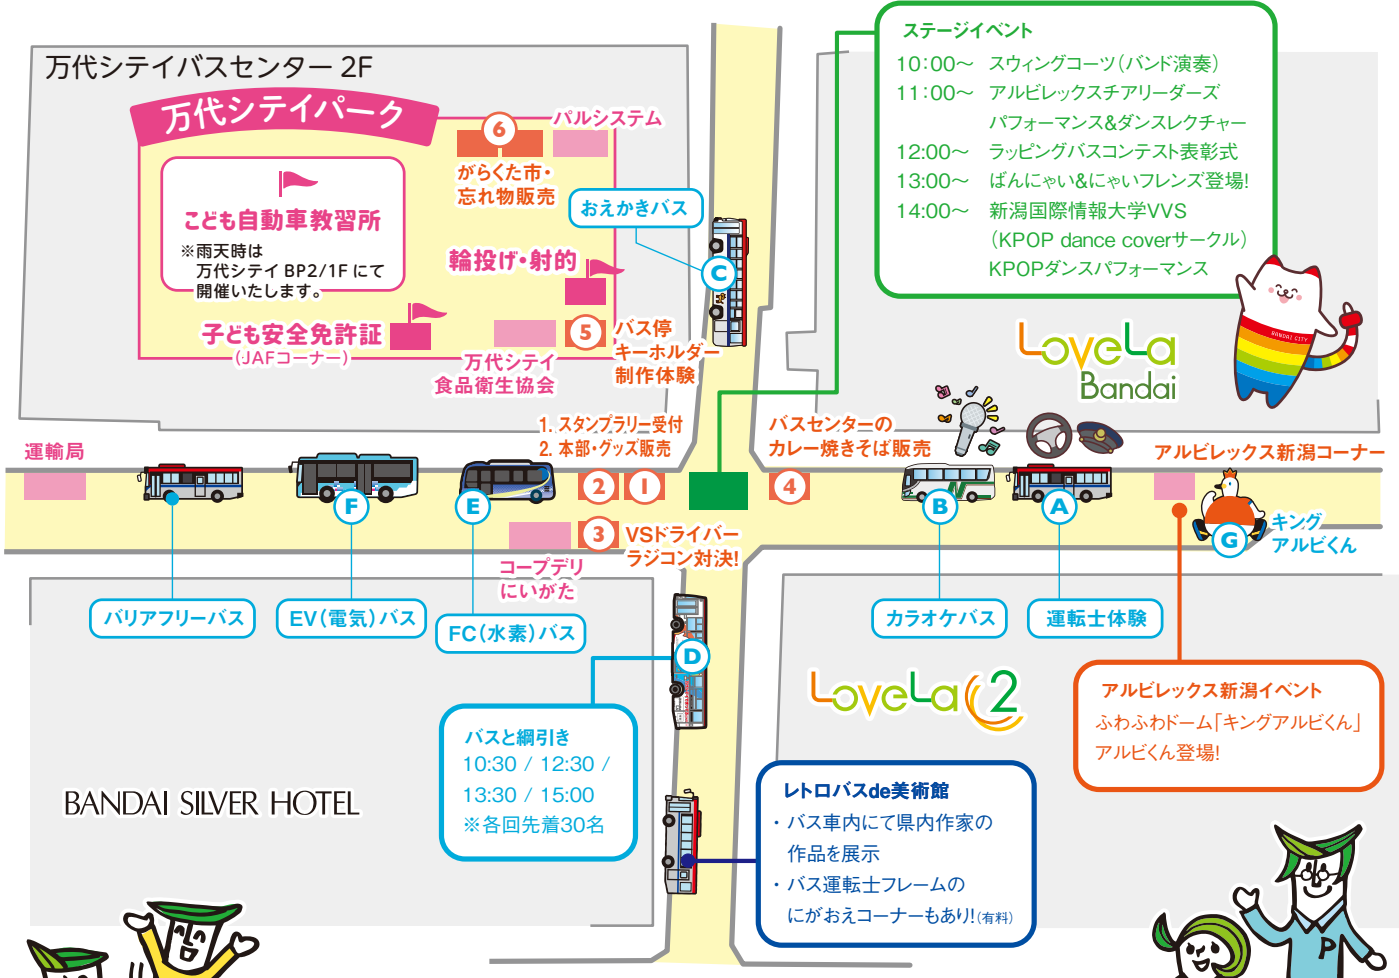 万代シテイバスセンター 2F
万代シテイパーク
6
パルシステム
がらくた市・
忘れ物販売
こども自動車教習所
※雨天時は
万代シテイ BP2/1F にて
開催いたします。
輪投げ・射的
子ども安全免許証
(JAFコーナー)
万代シテイ
食品衛生協会
5
バス停
キーホルダー
制作体験
おえかきバス
C
ステージイベント
10:00〜 スウィングコーツ(バンド演奏)
11:00〜 アルビレックスチアリーダーズ
パフォーマンス&ダンスレクチャー
12:00〜 ラッピングバスコンテスト表彰式
13:00〜 ばんにゃい&にゃいフレンズ登場!
14:00〜 新潟国際情報大学VVS
(KPOP dance coverサークル)
KPOPダンスパフォーマンス
BANDAI CITY
LoveLa
Bandai
運輸局
1. スタンプラリー受付
2. 本部・グッズ販売
バスセンターの
カレー焼きそば販売
アルビレックス新潟コーナー
F
E
2
1
4
B
A
3
VSドライバー
ラジコン対決!
コープデリ
にいがた
G
キング
アルビくん
バリアフリーバス
EV(電気)バス
FC(水素)バス
カラオケバス
運転士体験
D
バスと綱引き
10:30 / 12:30 /
13:30 / 15:00
※各回先着30名
LoveLa 2
アルビレックス新潟イベント
ふわふわドーム「キングアルビくん」
アルビくん登場!
BANDAI SILVER HOTEL
レトロバスde美術館
・バス車内にて県内作家の
作品を展示
・バス運転士フレームの
にがおえコーナーもあり!(有料)
P